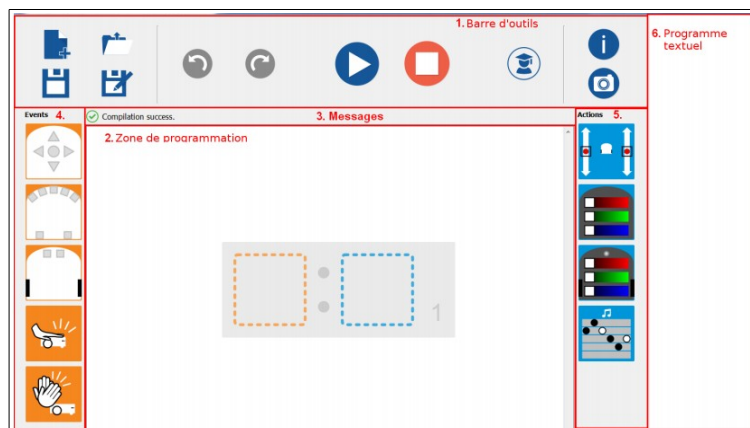 1. Barre d'outils
6. Programme
textuel
Events 4.
Compilation success.
3. Messages
Actions 5.
2. Zone de programmation
1